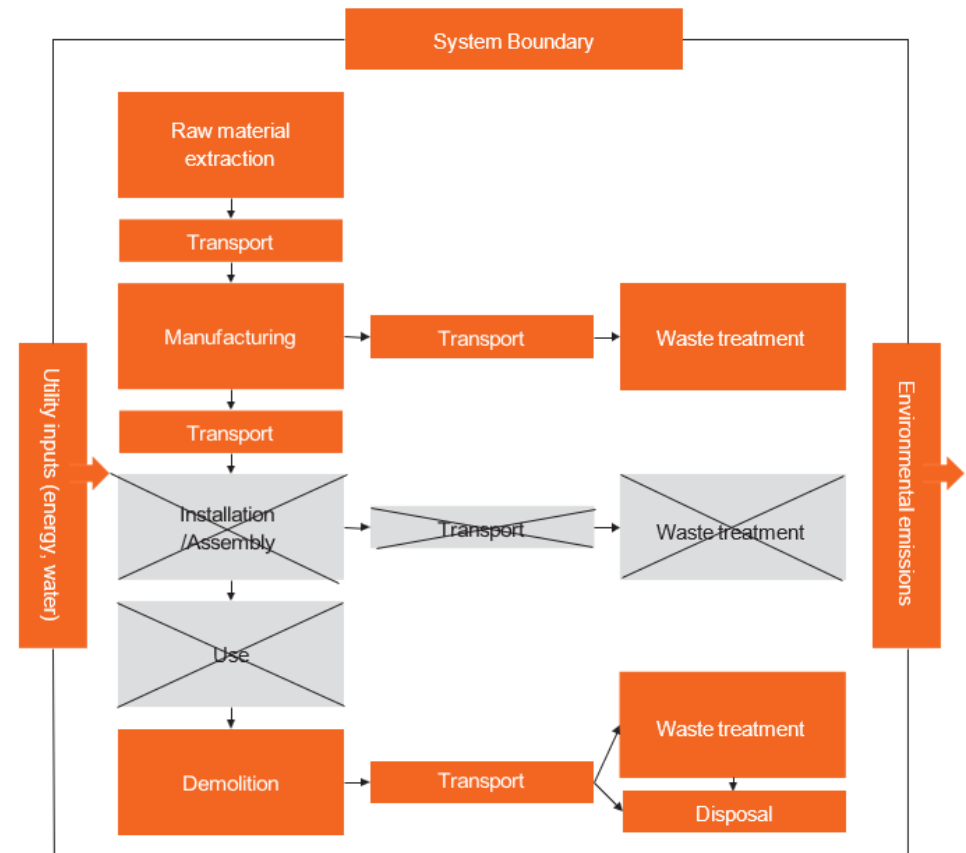 System Boundary
Raw material
extraction
Transport
Manufacturing
Transport
Waste treatment
Transport
Utility inputs (energy, water)
Environmental emissions
Installation
/Assembly
Transport
Waste treatment
Use
Demolition
Transport
Waste treatment
Disposal